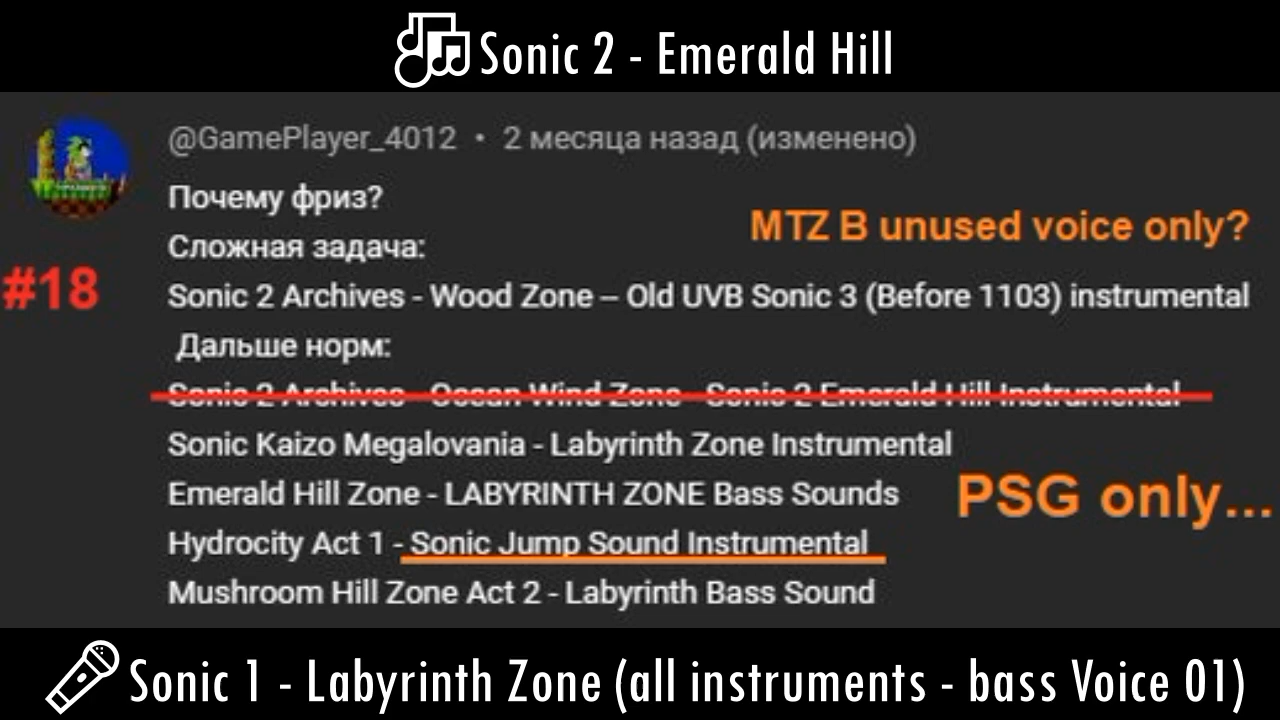 Sonic 2 - Emerald Hill
@GamePlayer_4012 • 2 месяца назад (изменено)
Почему фриз?
MTZ B unused voice only?
Сложная задача:
#18
Sonic 2 Archives - Wood Zone – Old UVB Sonic 3 (Before 1103) instrumental
Дальше норм:
Sonic 2 Archives - Ocean Wind Zone - Sonic 2 Emerald Hill Instrumental
Sonic Kaizo Megalovania - Labyrinth Zone Instrumental
Emerald Hill Zone - LABYRINTH ZONE Bass Sounds
PSG only...
Hydrocity Act 1 - Sonic Jump Sound Instrumental
Mushroom Hill Zone Act 2 - Labyrinth Bass Sound
Sonic 1 - Labyrinth Zone (all instruments - bass Voice 01)